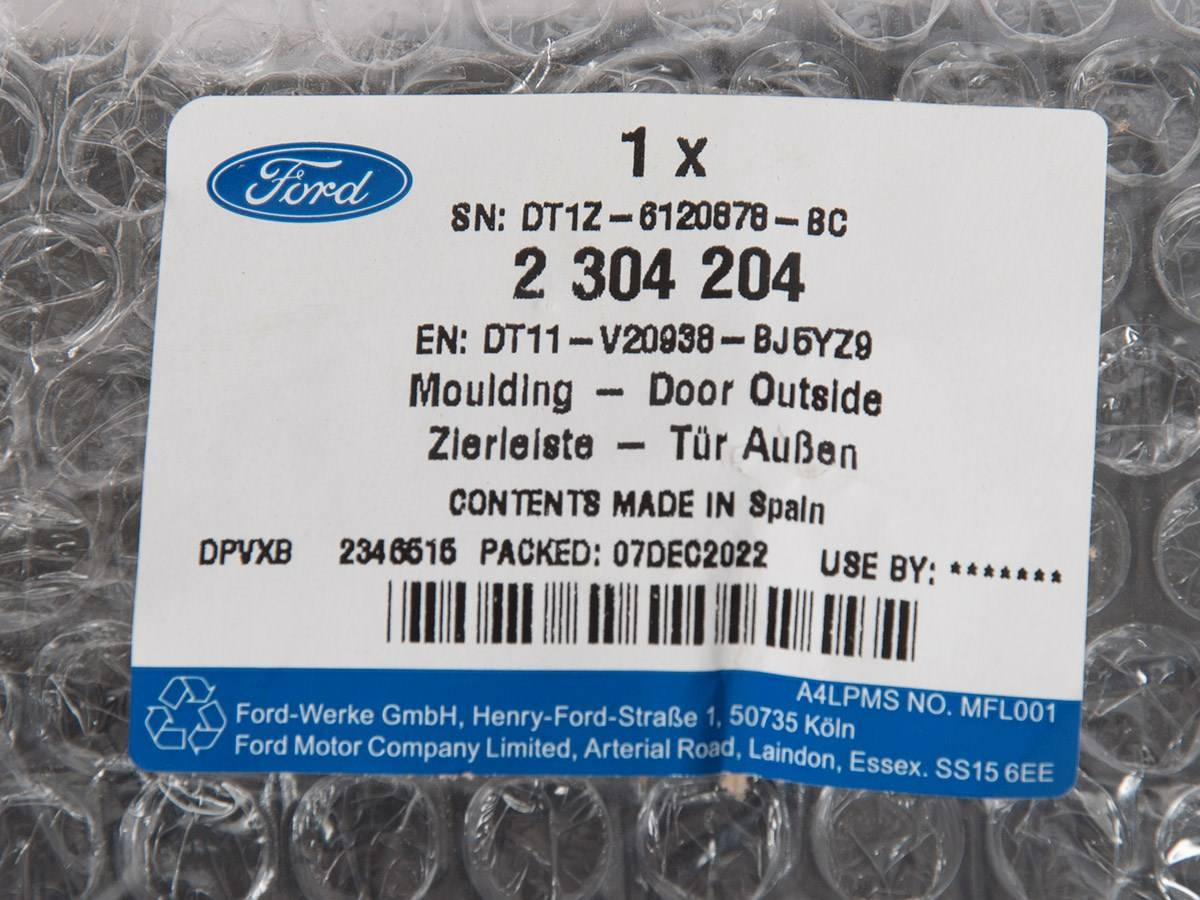 Ford
1 x
SN: DT1Z-6120878-BC
2 304 204
EN: DT11-V20938-BJ5YZ9
Moulding - Door Outside
Zierleiste - Tür Außen
CONTENTS MADE IN Spain
DPVXB 2346515 PACKED: 07DEC2022 USE BY: *******
A4LPMS NO. MFL001
Ford-Werke GmbH, Henry-Ford-Straße 1, 50735 Köln
Ford Motor Company Limited, Arterial Road, Laindon, Essex. SS15 6EE